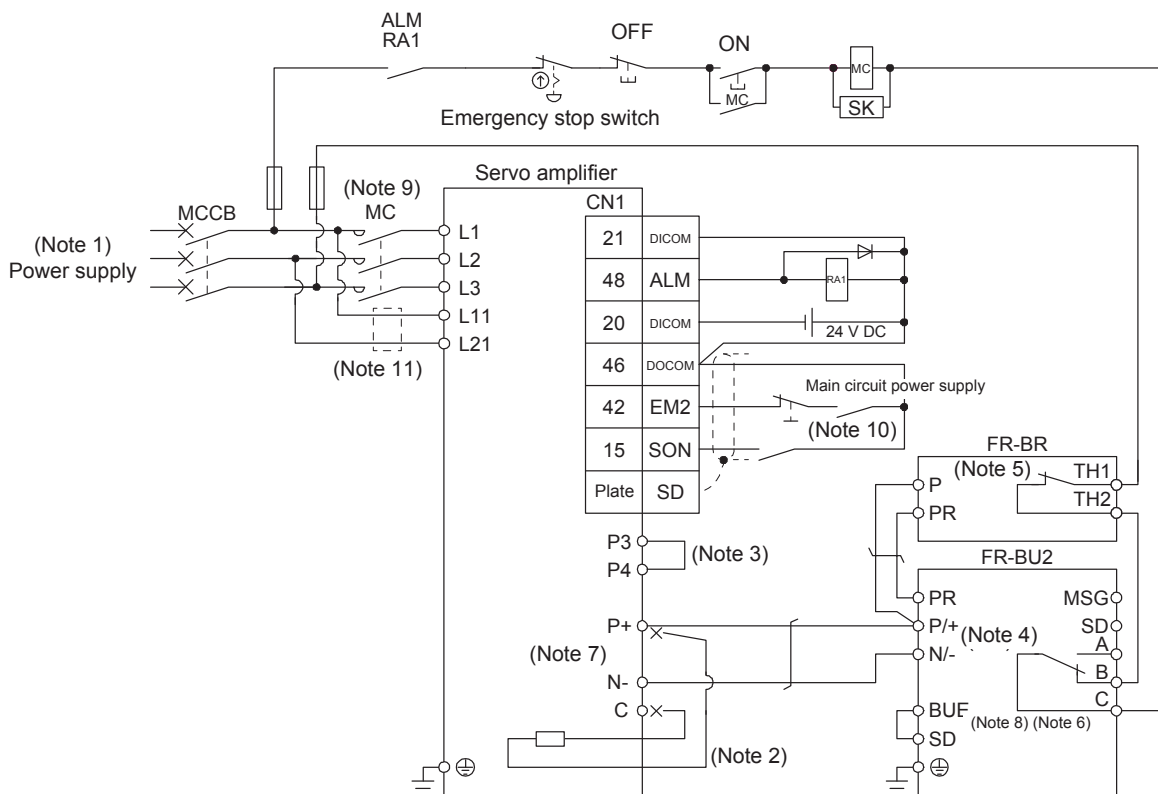 ALM
RA1
OFF
ON
MC
SK
MC
Emergency stop switch
Servo amplifier
(Note 9)
MC
MCCB
(Note 1)
Power supply
L1
L2
L3
L11
L21
(Note 11)
CN1
21 DICOM
48 ALM
20 DICOM
46 DOCOM
42 EM2
15 SON
Plate SD
RA1
24 V DC
Main circuit power supply
(Note 10)
P3
P4
(Note 3)
P+
(Note 7)
N-
C
(Note 2)
FR-BR
(Note 5)
P
PR
TH1
TH2
FR-BU2
PR
P/+
N/-
(Note 4)
MSG
SD
A
B
C
BUE
SD
(Note 8) (Note 6)